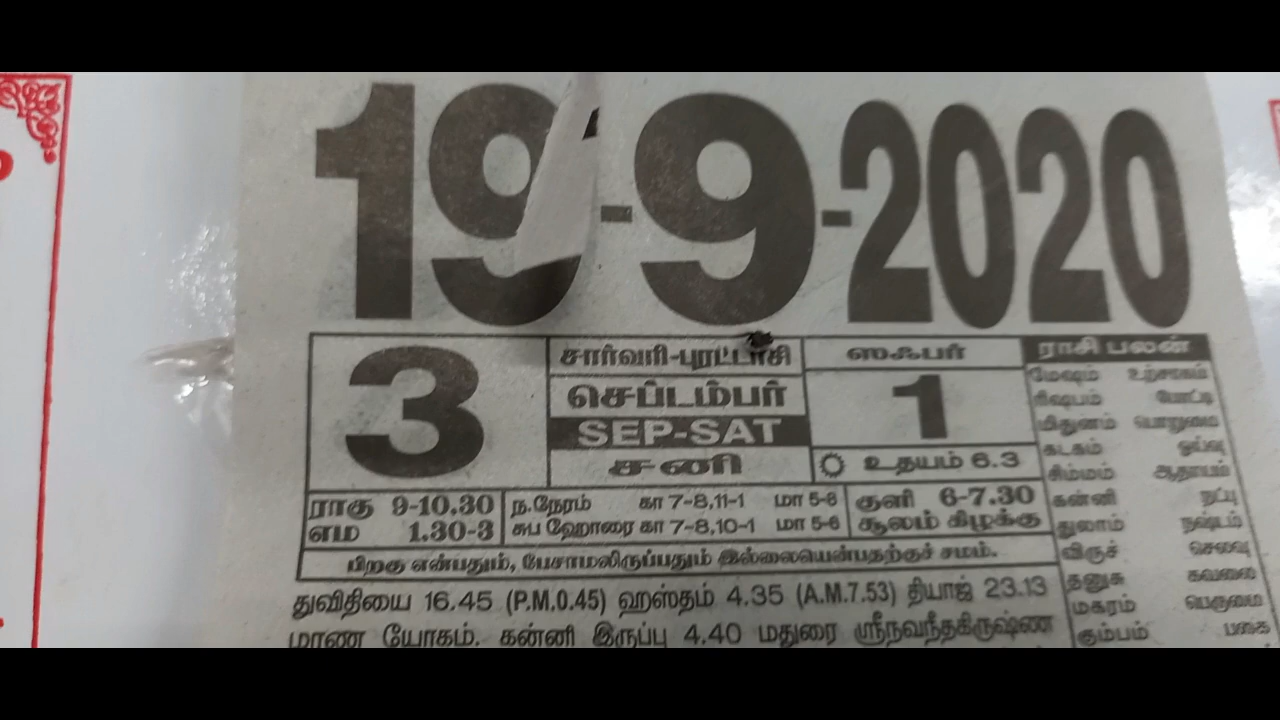 19-9-2020
3
சார்வரி-புரட்டாசி
செப்டம்பர்
SEP-SAT
சனி
ஸஃபர்
1
உதயம் 6.3
ராகு 9-10.30
எம 1.30-3
ந.நேரம் கா 7-8,11-1 மா 5-6
சுப ஹோரை கா 7-8,10-1 மா 5-6
குளி 6-7.30
சூலம் கிழக்கு
பிறகு என்பதும், பேசாமலிருப்பதும் இல்லையென்பதற்குச் சமம்.
துவிதியை 16.45 (P.M.0.45) ஹஸ்தம் 4.35 (A.M.7.53) தியாஜ் 23.13
மரண யோகம். கன்னி இருப்பு 4.40 மதுரை ஸ்ரீநவநீதகிருஷ்ண
ராசி பலன்
மேஷம் உற்சாகம்
ரிஷபம் போட்டி
மிதுனம் பொறுமை
கடகம் ஓய்வு
சிம்மம் ஆதாயம்
கன்னி நட்பு
துலாம் நஷ்டம்
விருச் செலவு
தனுசு கவலை
மகரம் பெருமை
கும்பம் பகை